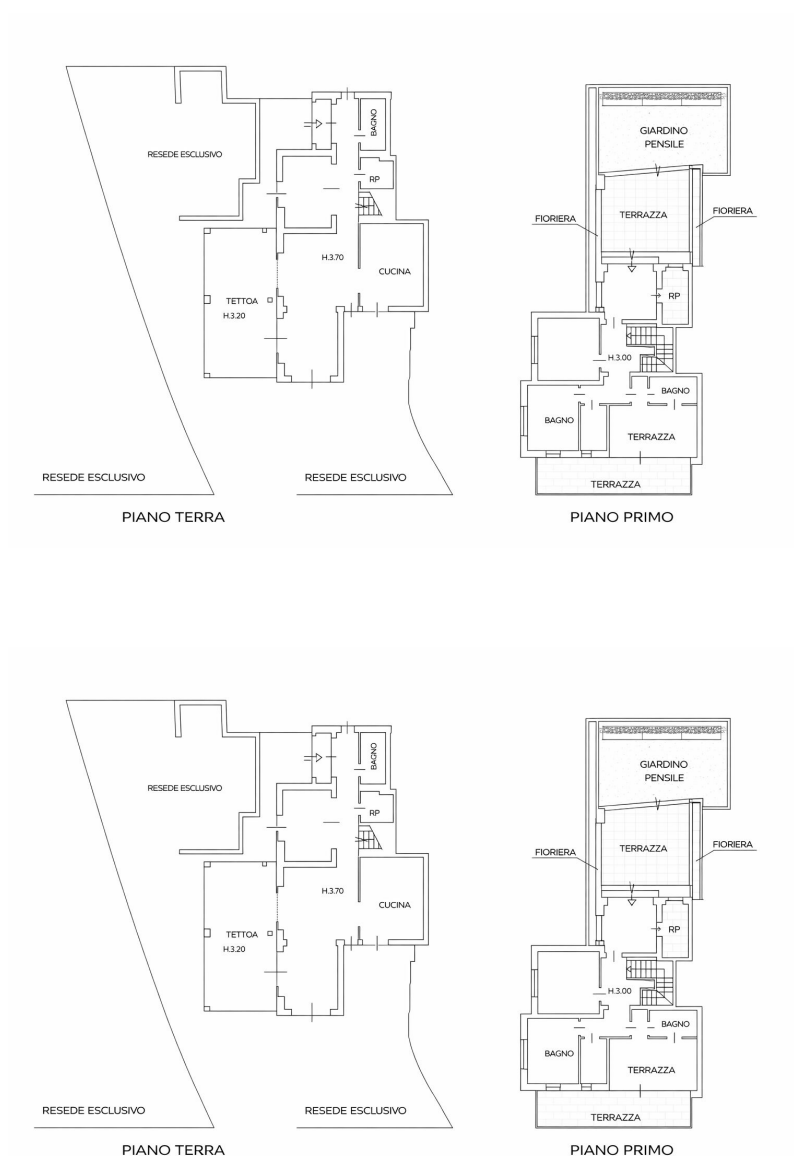 BAGNO
RESEDE ESCLUSIVO
RP
H.3.70
CUCINA
TETTOA
H.3.20
RESEDE ESCLUSIVO
RESEDE ESCLUSIVO
PIANO TERRA
GIARDINO
PENSILE
TERRAZZA
FIORIERA
FIORIERA
RP
H.3.00
BAGNO
BAGNO
TERRAZZA
TERRAZZA
PIANO PRIMO
BAGNO
RESEDE ESCLUSIVO
RP
H.3.70
CUCINA
TETTOA
H.3.20
RESEDE ESCLUSIVO
RESEDE ESCLUSIVO
PIANO TERRA
GIARDINO
PENSILE
TERRAZZA
FIORIERA
FIORIERA
RP
H.3.00
BAGNO
BAGNO
TERRAZZA
TERRAZZA
PIANO PRIMO